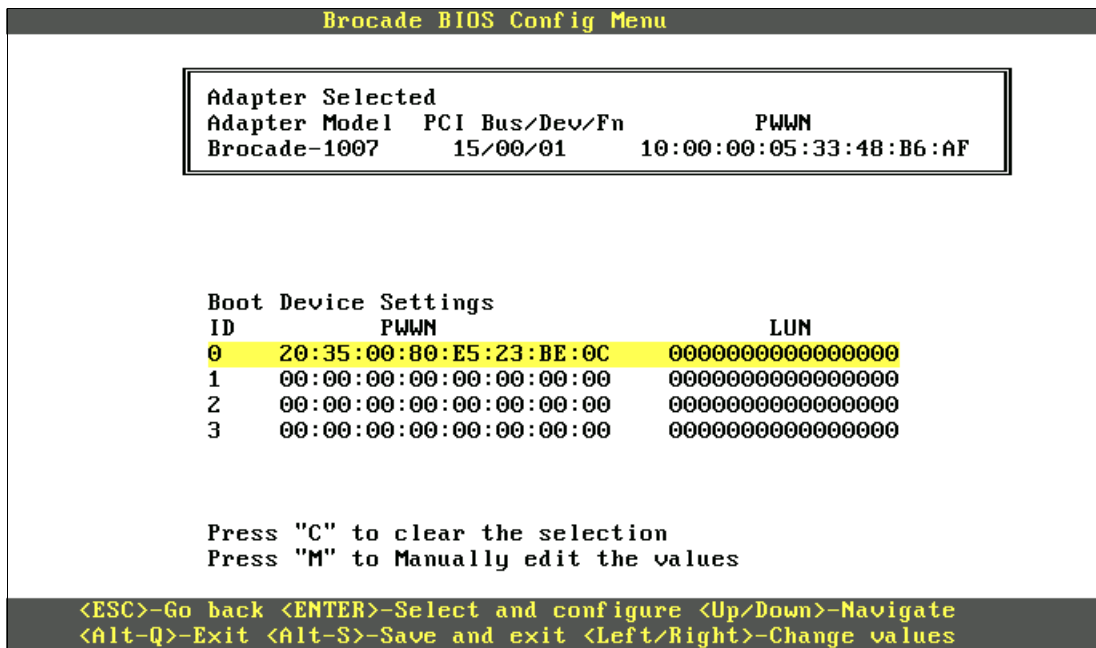 Brocade BIOS Config Menu
Adapter Selected
Adapter Model PCI Bus/Dev/Fn PWWN
Brocade-1007 15/00/01 10:00:00:05:33:48:B6:AF
Boot Device Settings
ID PWWN LUN
0 20:35:00:80:E5:23:BE:0C 0000000000000000
1 00:00:00:00:00:00:00:00 0000000000000000
2 00:00:00:00:00:00:00:00 0000000000000000
3 00:00:00:00:00:00:00:00 0000000000000000
Press "C" to clear the selection
Press "M" to Manually edit the values
<ESC>-Go back <ENTER>-Select and configure <Up/Down>-Navigate
<Alt-Q>-Exit <Alt-S>-Save and exit <Left/Right>-Change values